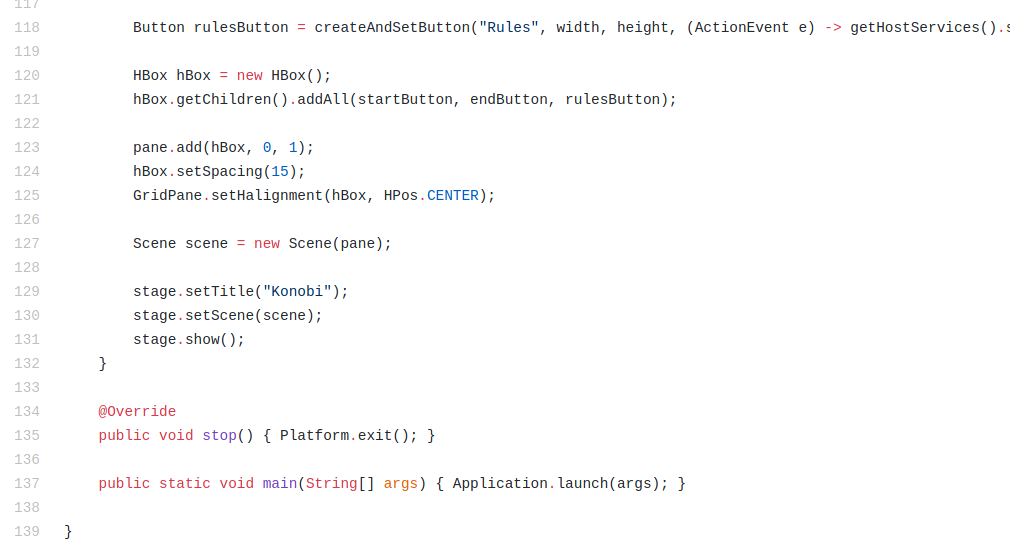 117
118 Button rulesButton = createAndSetButton("Rules", width, height, (ActionEvent e) -> getHostServices().
119
120 HBox hBox = new HBox();
121 hBox.getChildren().addAll(startButton, endButton, rulesButton);
122
123 pane.add(hBox, 0, 1);
124 hBox.setSpacing(15);
125 GridPane.setHalignment(hBox, HPos.CENTER);
126
127 Scene scene = new Scene(pane);
128
129 stage.setTitle("Konobi");
130 stage.setScene(scene);
131 stage.show();
132 }
133
134 @Override
135 public void stop() { Platform.exit(); }
136
137 public static void main(String[] args) { Application.launch(args); }
138
139 }